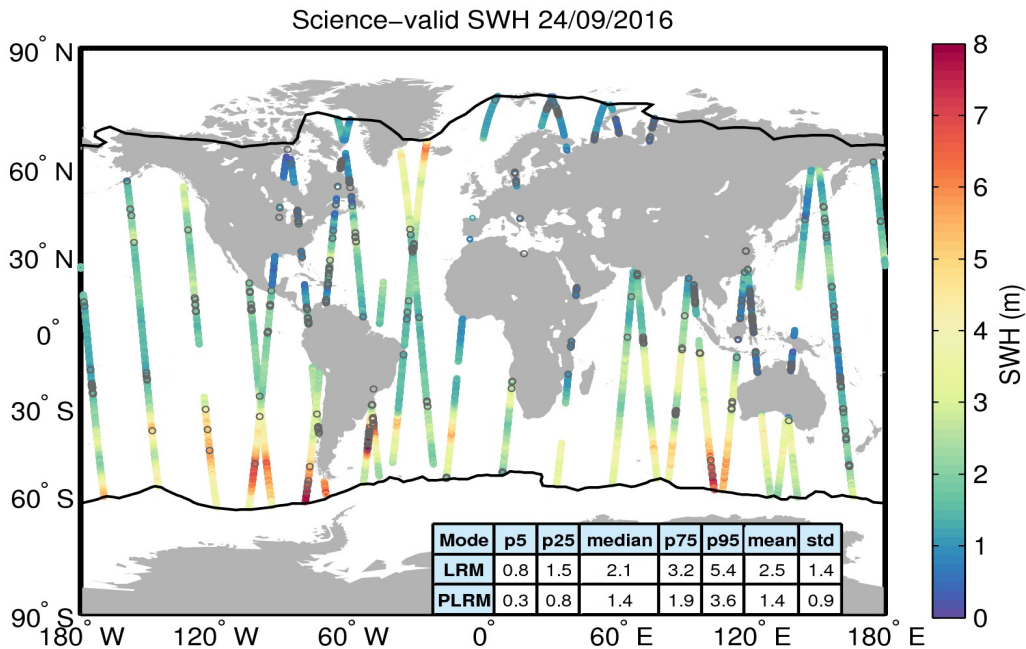 Science−valid SWH 24/09/2016
90° N
60° N
30° N
0°
30° S
60° S
90° S
180° W
120° W
60° W
0°
60° E
120° E
180° E
Mode p5 p25 median p75 p95 mean std
LRM 0.8 1.5 2.1 3.2 5.4 2.5 1.4
PLRM 0.3 0.8 1.4 1.9 3.6 1.4 0.9
8
7
6
5
4
3
2
1
0
SWH (m)